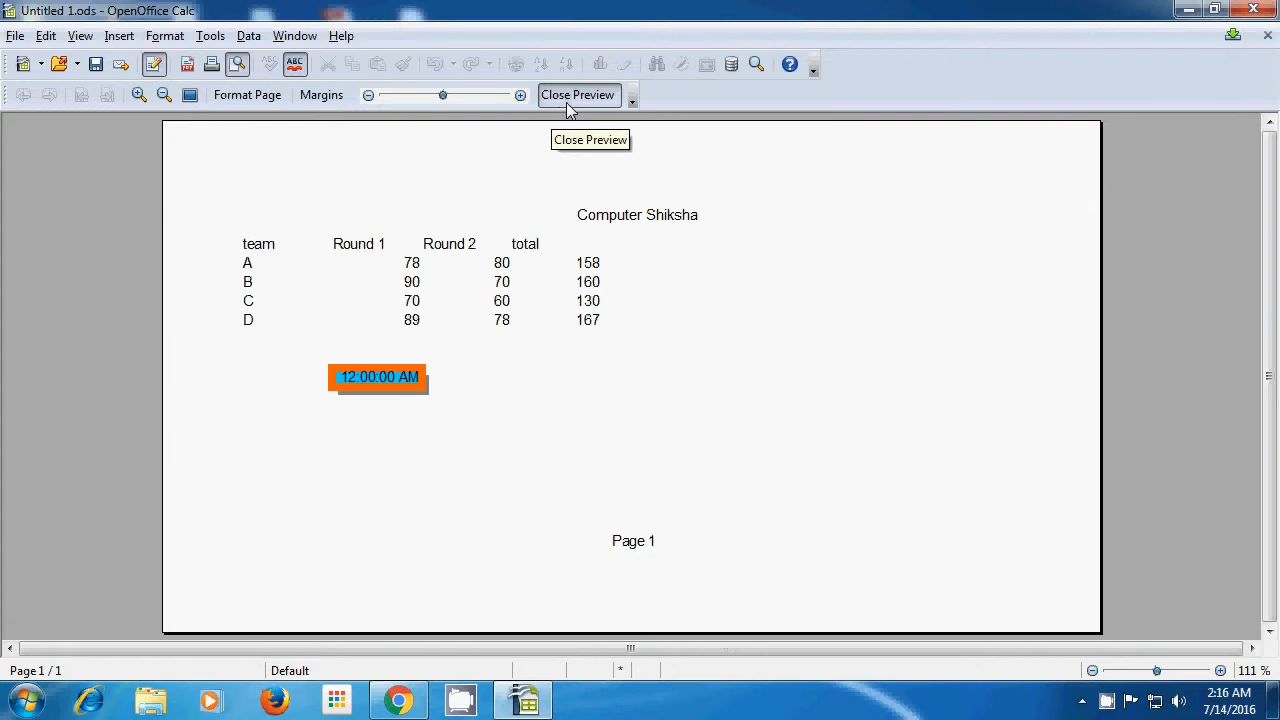 Untitled 1.ods - OpenOffice Calc
File Edit View Insert Format Tools Data Window Help
ABC
Format Page Margins Close Preview
Close Preview
Computer Shiksha
team Round 1 Round 2 total
A 78 80 158
B 90 70 160
C 70 60 130
D 89 78 167
12:00:00 AM
Page 1
Page 1 / 1 Default * 111 %
2:16 AM
7/14/2016